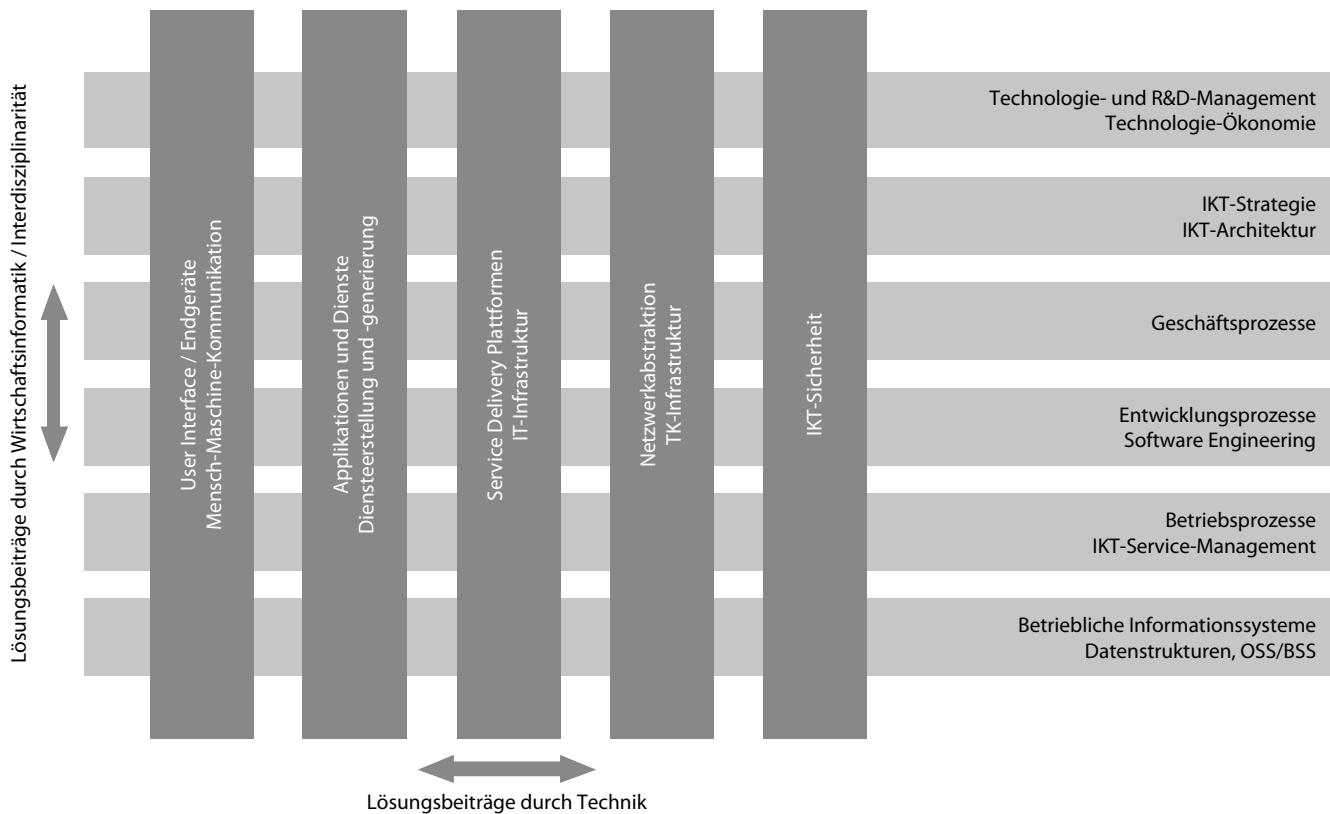 Lösungsbeiträge durch Wirtschaftsinformatik / Interdisziplinarität
User Interface / Endgeräte
Mensch-Maschine-Kommunikation
Applikationen und Dienste
Diensteerstellung und -generierung
Service Delivery Plattformen
IT-Infrastruktur
Netzwerkabstraktion
TK-Infrastruktur
IKT-Sicherheit
Technologie- und R&D-Management
Technologie-Ökonomie
IKT-Strategie
IKT-Architektur
Geschäftsprozesse
Entwicklungsprozesse
Software Engineering
Betriebsprozesse
IKT-Service-Management
Betriebliche Informationssysteme
Datenstrukturen, OSS/BSS
Lösungsbeiträge durch Technik